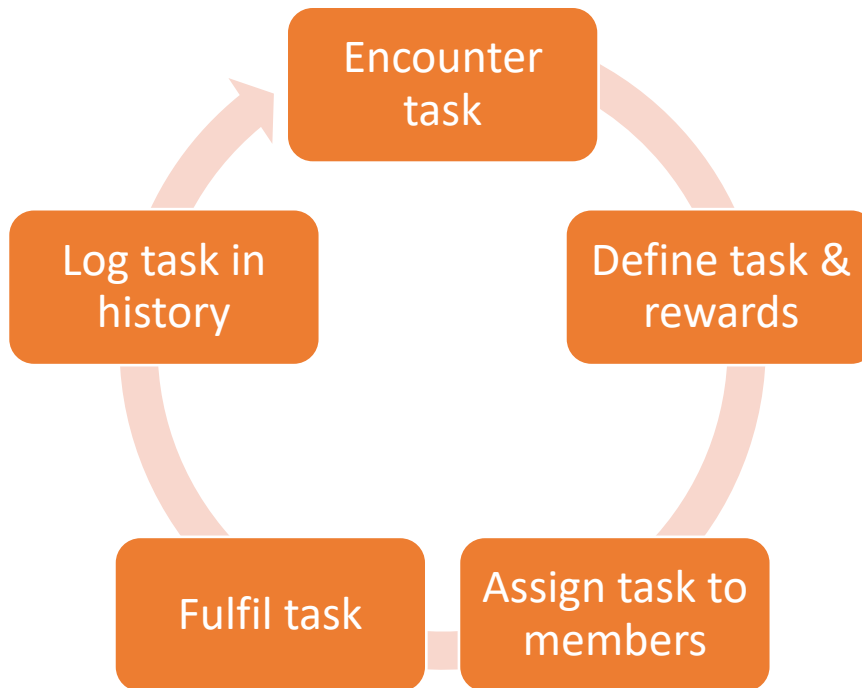 Encounter
task
Define task &
rewards
Assign task to
members
Fulfil task
Log task in
history